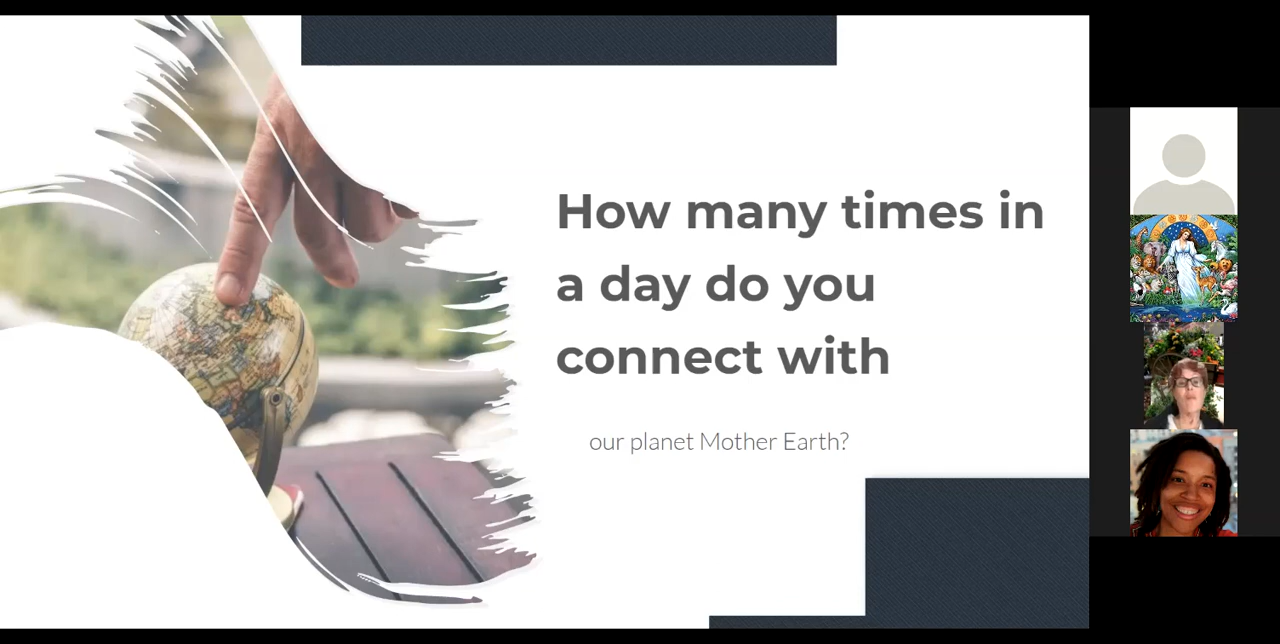 How many times in
a day do you
connect with
our planet Mother Earth?